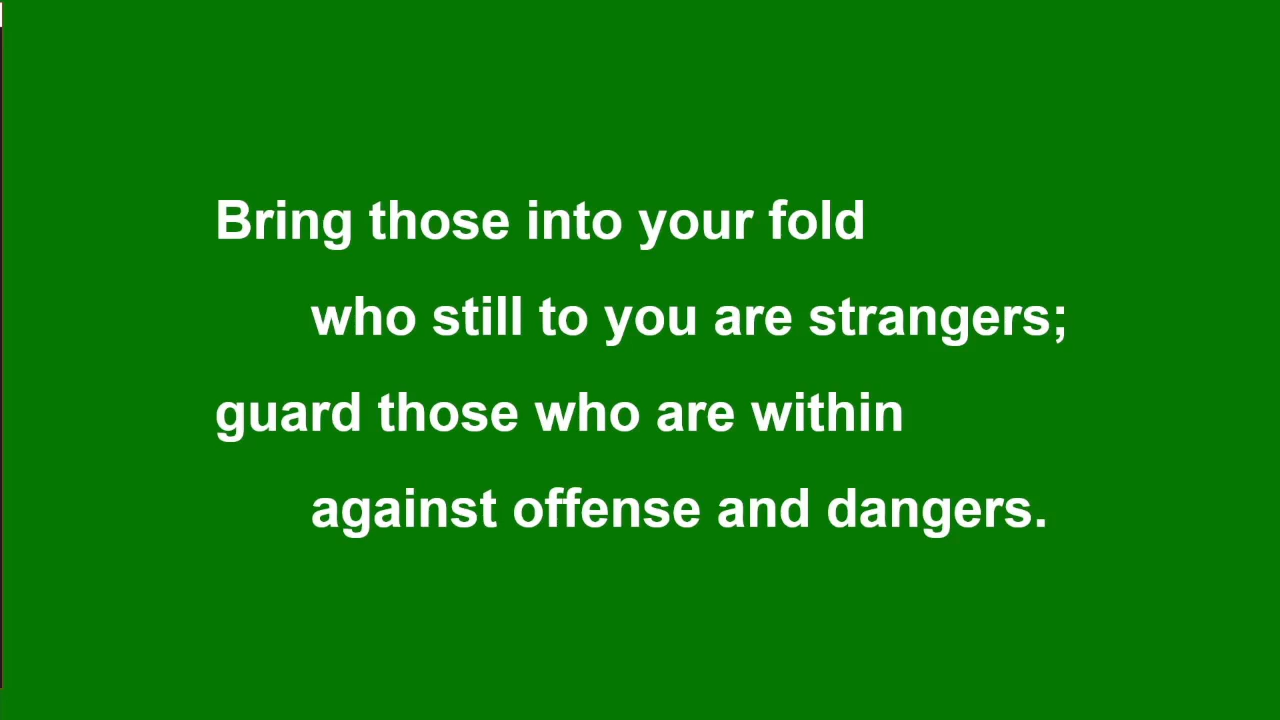 Bring those into your fold
who still to you are strangers;
guard those who are within
against offense and dangers.